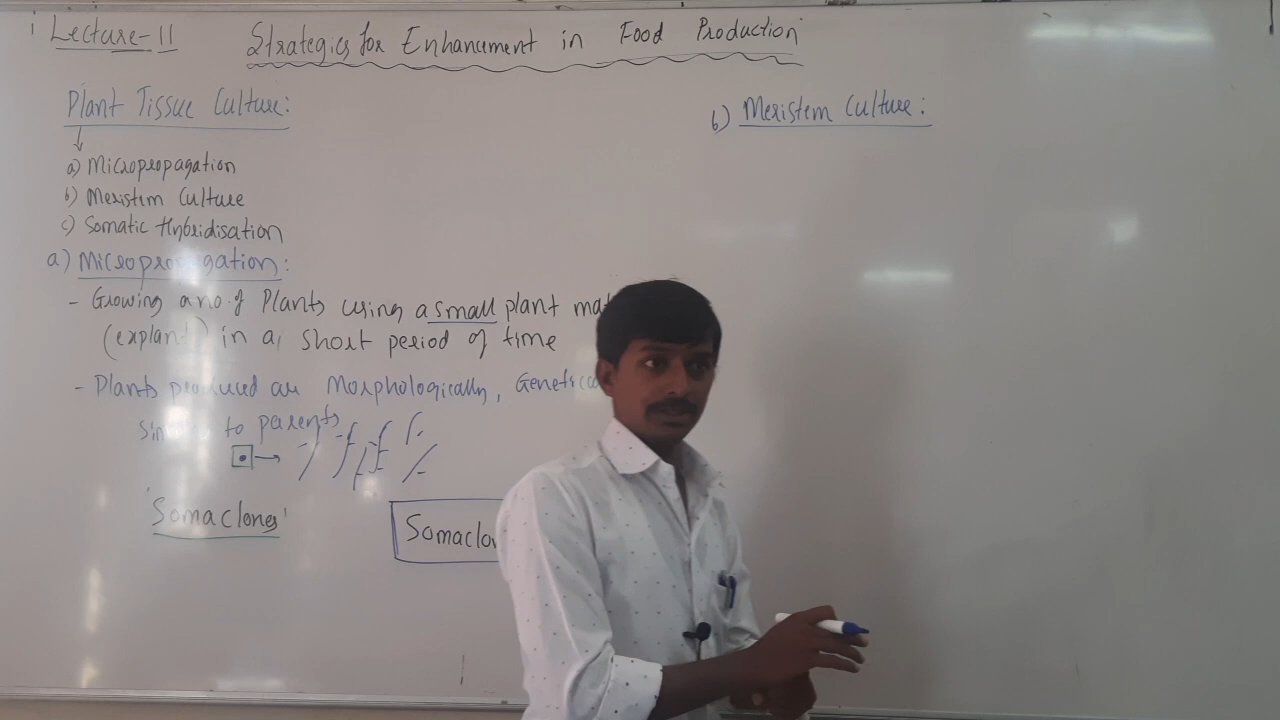 Lecture-11 Strategies for Enhancement in Food Production
Plant Tissue Culture:
a) Micropropagation
b) Meristem Culture
c) Somatic Hybridisation
a) Micropropagation:
- Growing a no. of Plants using a small plant
(explant) in a short period of time
- Plants produced are Morphologically,
to parents
'Somaclones'
b) Meristem Culture: